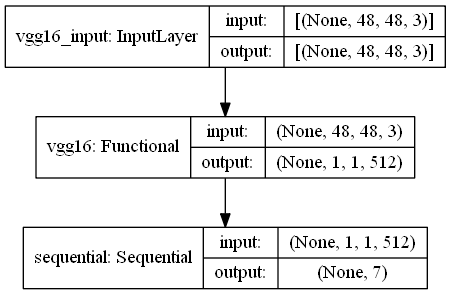 vgg16_input: InputLayer
input: [(None, 48, 48, 3)]
output: [(None, 48, 48, 3)]
vgg16: Functional
input: (None, 48, 48, 3)
output: (None, 1, 1, 512)
sequential: Sequential
input: (None, 1, 1, 512)
output: (None, 7)